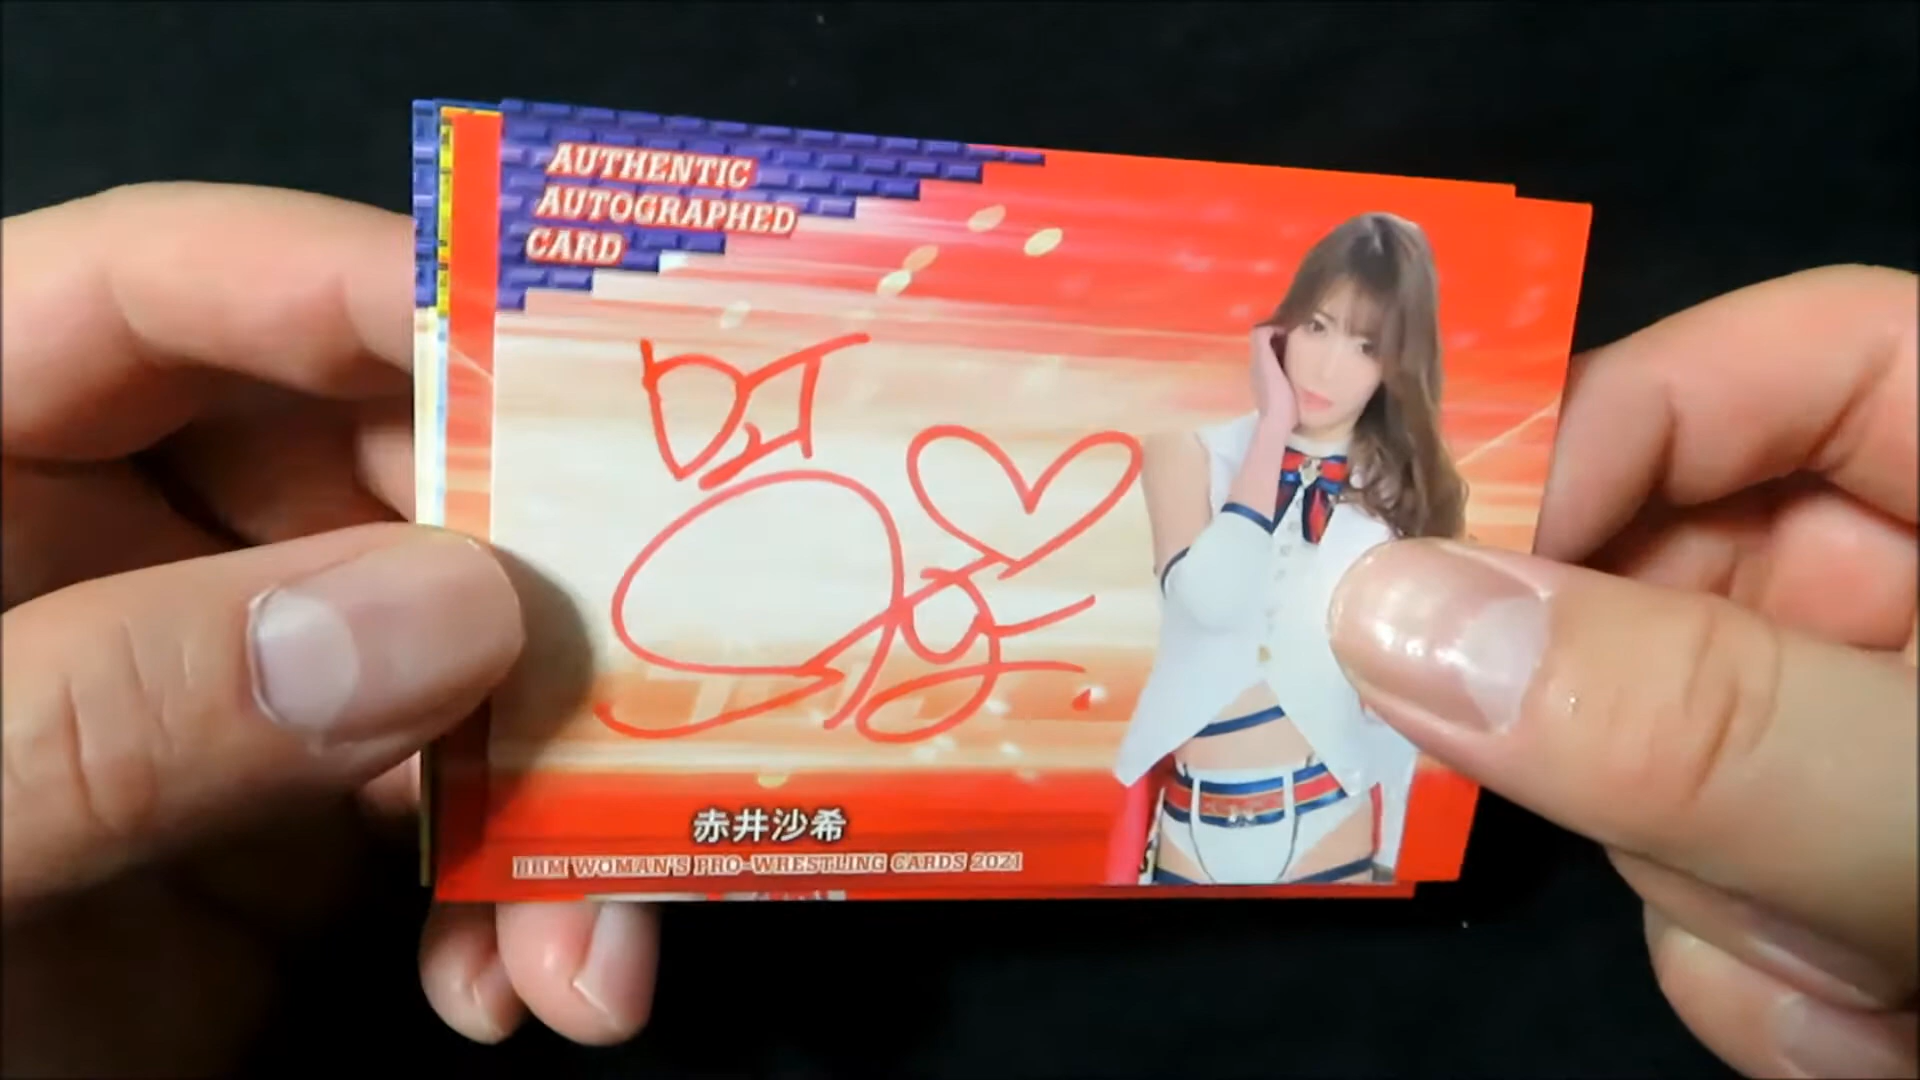 AUTHENTIC
AUTOGRAPHED
CARD
赤井沙希
BBM WOMAN'S PRO-WRESTLING CARDS 2021